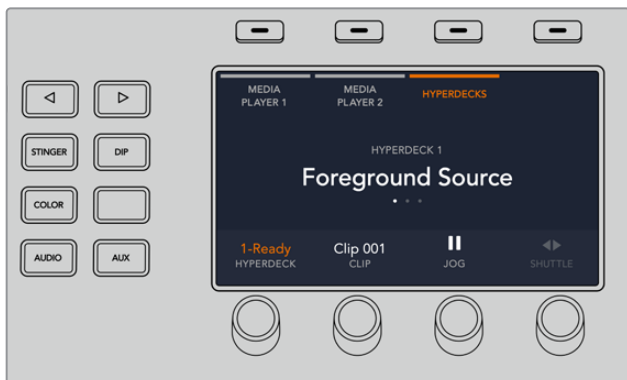 MEDIA
PLAYER 1
MEDIA
PLAYER 2
HYPERDECKS
STINGER
DIP
HYPERDECK 1
Foreground Source
COLOR
1-Ready
HYPERDECK
Clip 001
CLIP
JOG
SHUTTLE
AUDIO
AUX